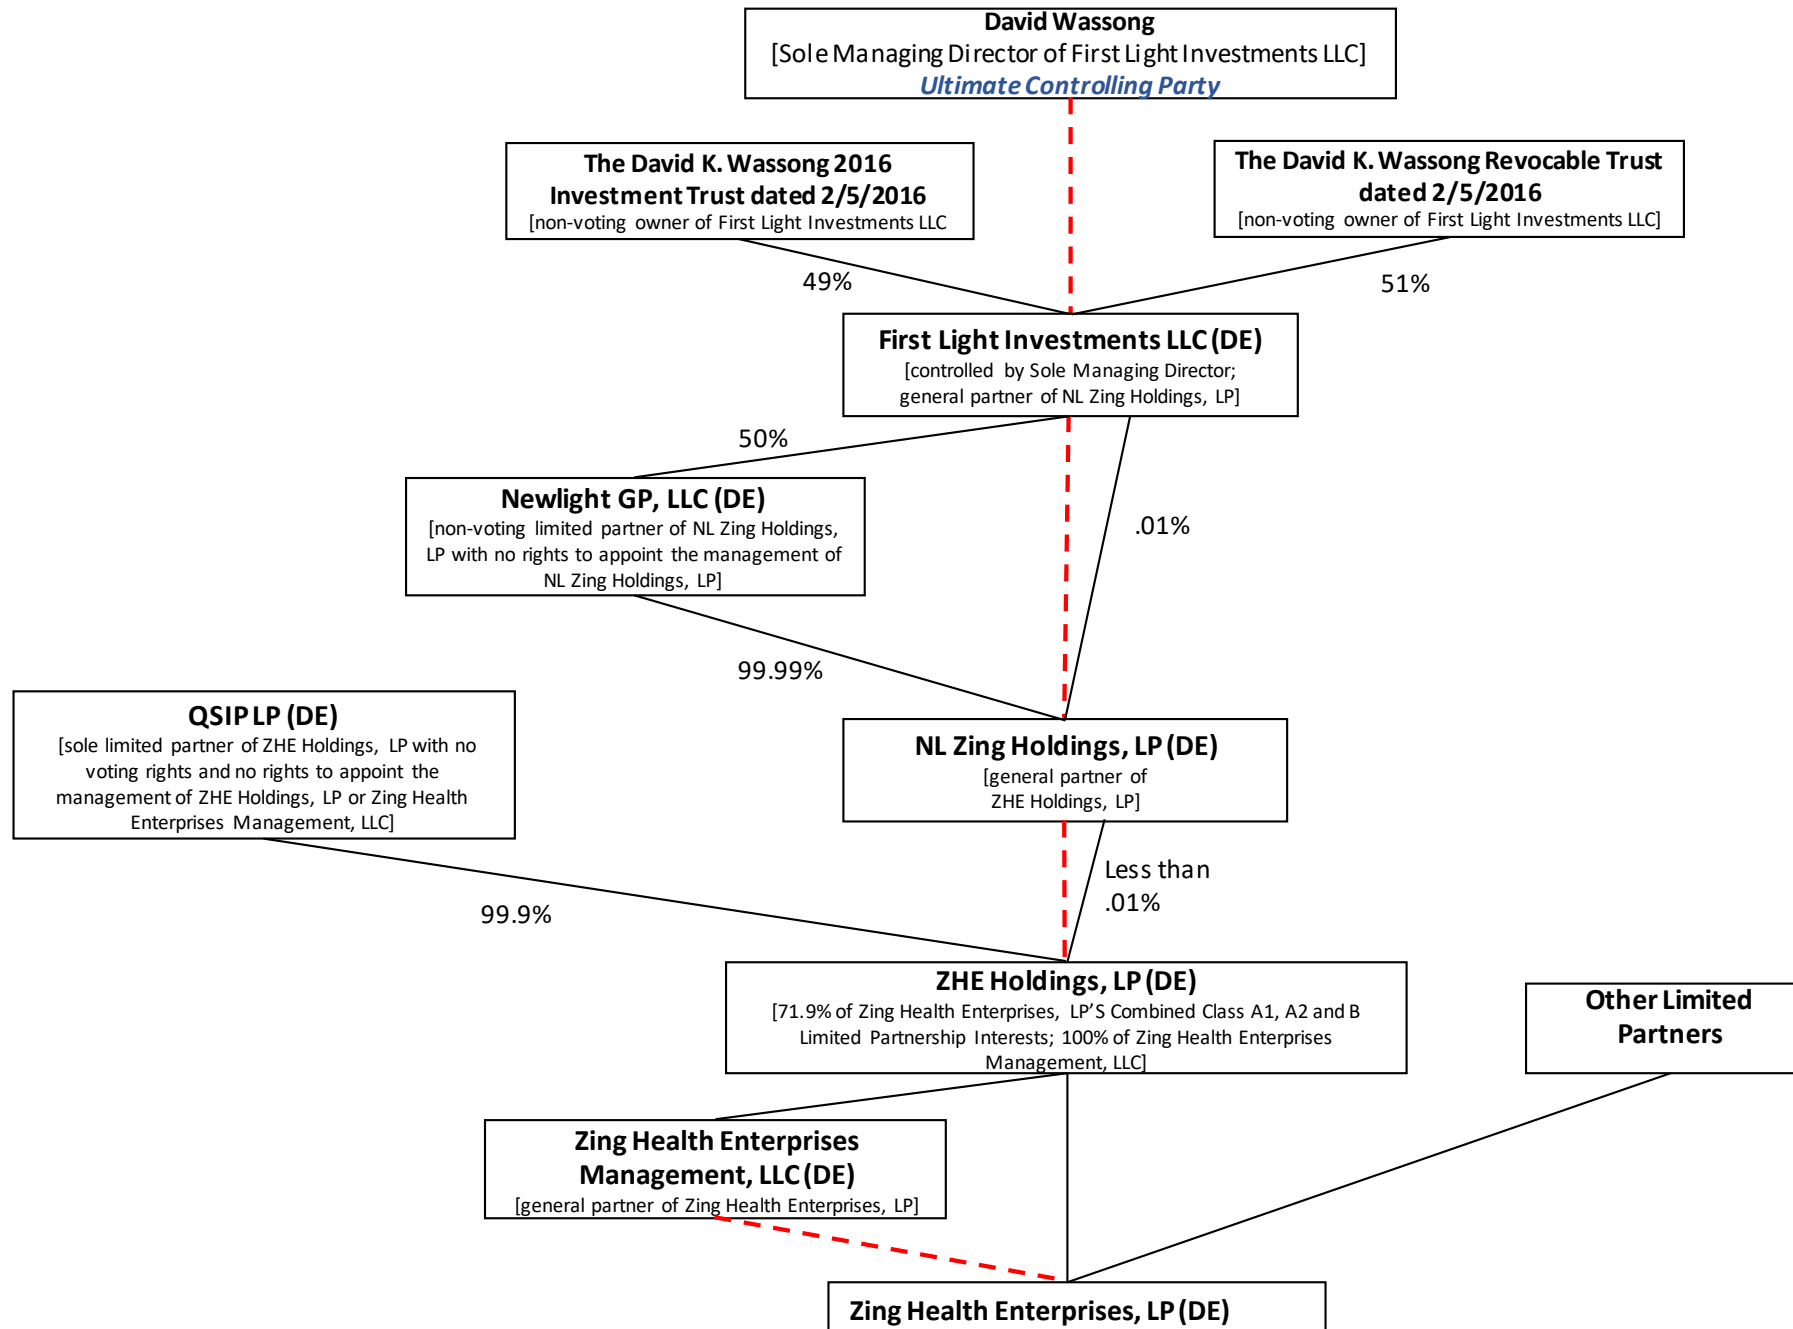 David Wassong
[Sole Managing Director of First Light Investments LLC]
Ultimate Controlling Party
The David K. Wassong 2016
Investment Trust dated 2/5/2016
[non-voting owner of First Light Investments LLC
The David K. Wassong Revocable Trust
dated 2/5/2016
[non-voting owner of First Light Investments LLC]
49%
51%
First Light Investments LLC (DE)
[controlled by Sole Managing Director;
general partner of NL Zing Holdings, LP]
50%
Newlight GP, LLC (DE)
[non-voting limited partner of NL Zing Holdings,
LP with no rights to appoint the management of
NL Zing Holdings, LP]
.01%
99.99%
QSIP LP (DE)
[sole limited partner of ZHE Holdings, LP with no
voting rights and no rights to appoint the
management of ZHE Holdings, LP or Zing Health
Enterprises Management, LLC]
NL Zing Holdings, LP (DE)
[general partner of
ZHE Holdings, LP]
Less than
.01%
99.9%
ZHE Holdings, LP (DE)
[71.9% of Zing Health Enterprises, LP’S Combined Class A1, A2 and B
Limited Partnership Interests; 100% of Zing Health Enterprises
Management, LLC]
Other Limited
Partners
Zing Health Enterprises
Management, LLC (DE)
[general partner of Zing Health Enterprises, LP]
Zing Health Enterprises, LP (DE)